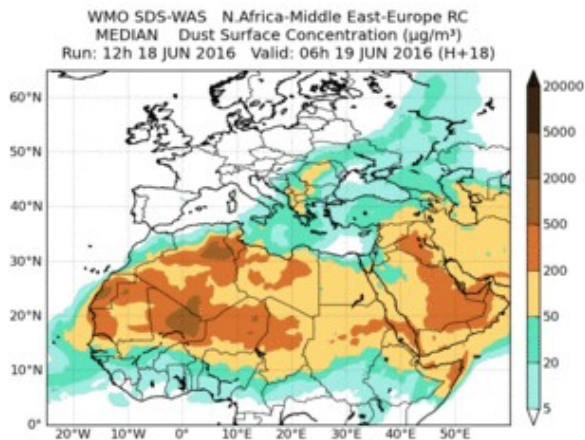 WMO SDS-WAS N.Africa-Middle East-Europe RC
MEDIAN Dust Surface Concentration (µg/m³)
Run: 12h 18 JUN 2016 Valid: 06h 19 JUN 2016 (H+18)
60°N
50°N
40°N
30°N
20°N
10°N
0°
20°W
10°W
0°
10°E
20°E
30°E
40°E
50°E
20000
5000
2000
500
200
50
20
5